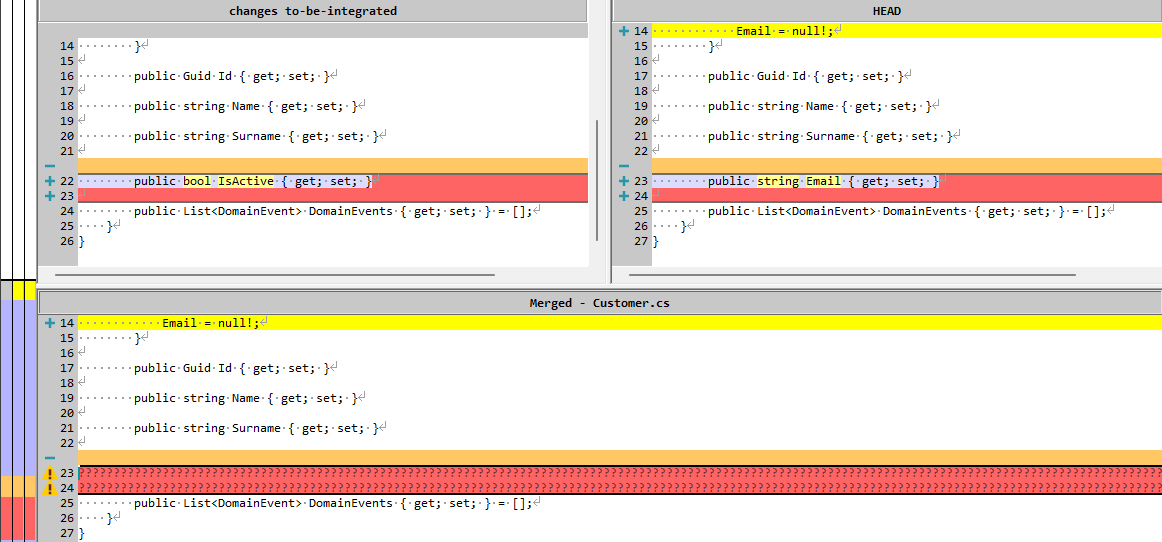 changes to-be-integrated
14 ········}↵
15 ↵
16 ········public·Guid·Id·{·get;·set;·}↵
17 ↵
18 ········public·string·Name·{·get;·set;·}↵
19 ↵
20 ········public·string·Surname·{·get;·set;·}↵
21 ↵
−
+ 22 ········public·bool·IsActive·{·get;·set;·}↵
+ 23
24 ········public·List<DomainEvent>·DomainEvents·{·get;·set;·}·=·[];↵
25 ····}↵
26 }
HEAD
+ 14 ············Email·=·null!;↵
15 ········}↵
16 ↵
17 ········public·Guid·Id·{·get;·set;·}↵
18 ↵
19 ········public·string·Name·{·get;·set;·}↵
20 ↵
21 ········public·string·Surname·{·get;·set;·}↵
22 ↵
−
+ 23 ········public·string·Email·{·get;·set;·}
+ 24
25 ········public·List<DomainEvent>·DomainEvents·{·get;·set;·}·=·[];↵
26 ····}↵
27 }
Merged - Customer.cs
+ 14 ············Email·=·null!;↵
15 ········}↵
16 ↵
17 ········public·Guid·Id·{·get;·set;·}↵
18 ↵
19 ········public·string·Name·{·get;·set;·}↵
20 ↵
21 ········public·string·Surname·{·get;·set;·}↵
22 ↵
−
! 23 ????????????????????????????????????????????????????????????????
! 24 ????????????????????????????????????????????????????????????????
25 ········public·List<DomainEvent>·DomainEvents·{·get;·set;·}·=·[];↵
26 ····}↵
27 }